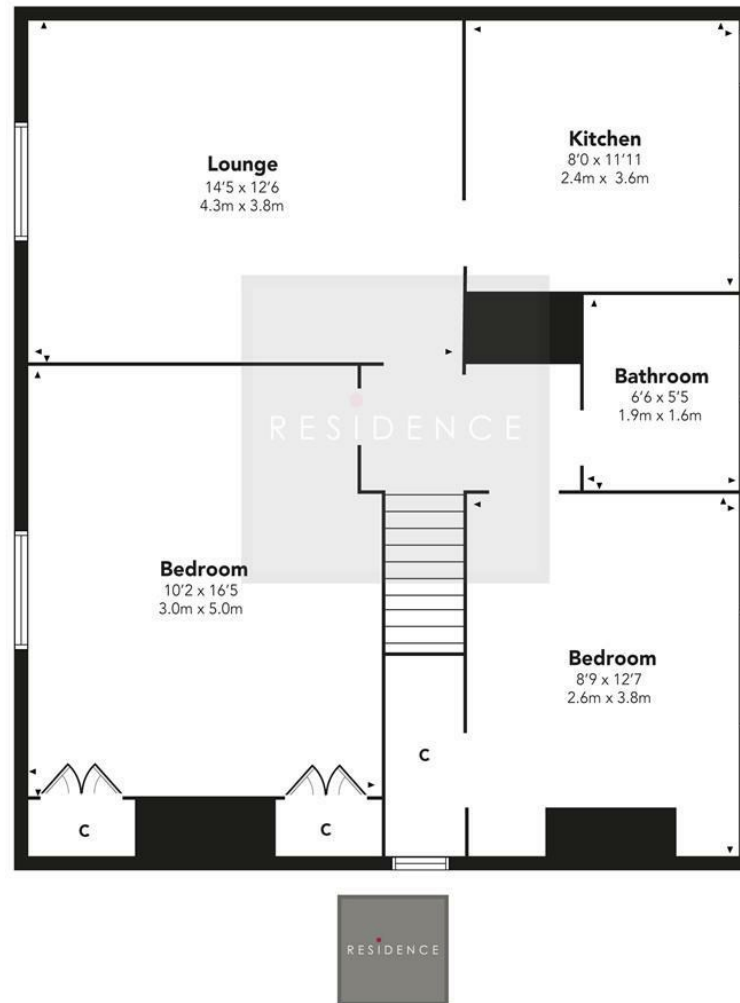 Lounge
14'5 x 12'6
4.3m x 3.8m
Kitchen
8'0 x 11'11
2.4m x 3.6m
Bathroom
6'6 x 5'5
1.9m x 1.6m
RESIDENCE
Bedroom
10'2 x 16'5
3.0m x 5.0m
Bedroom
8'9 x 12'7
2.6m x 3.8m
C
C
C
RESIDENCE